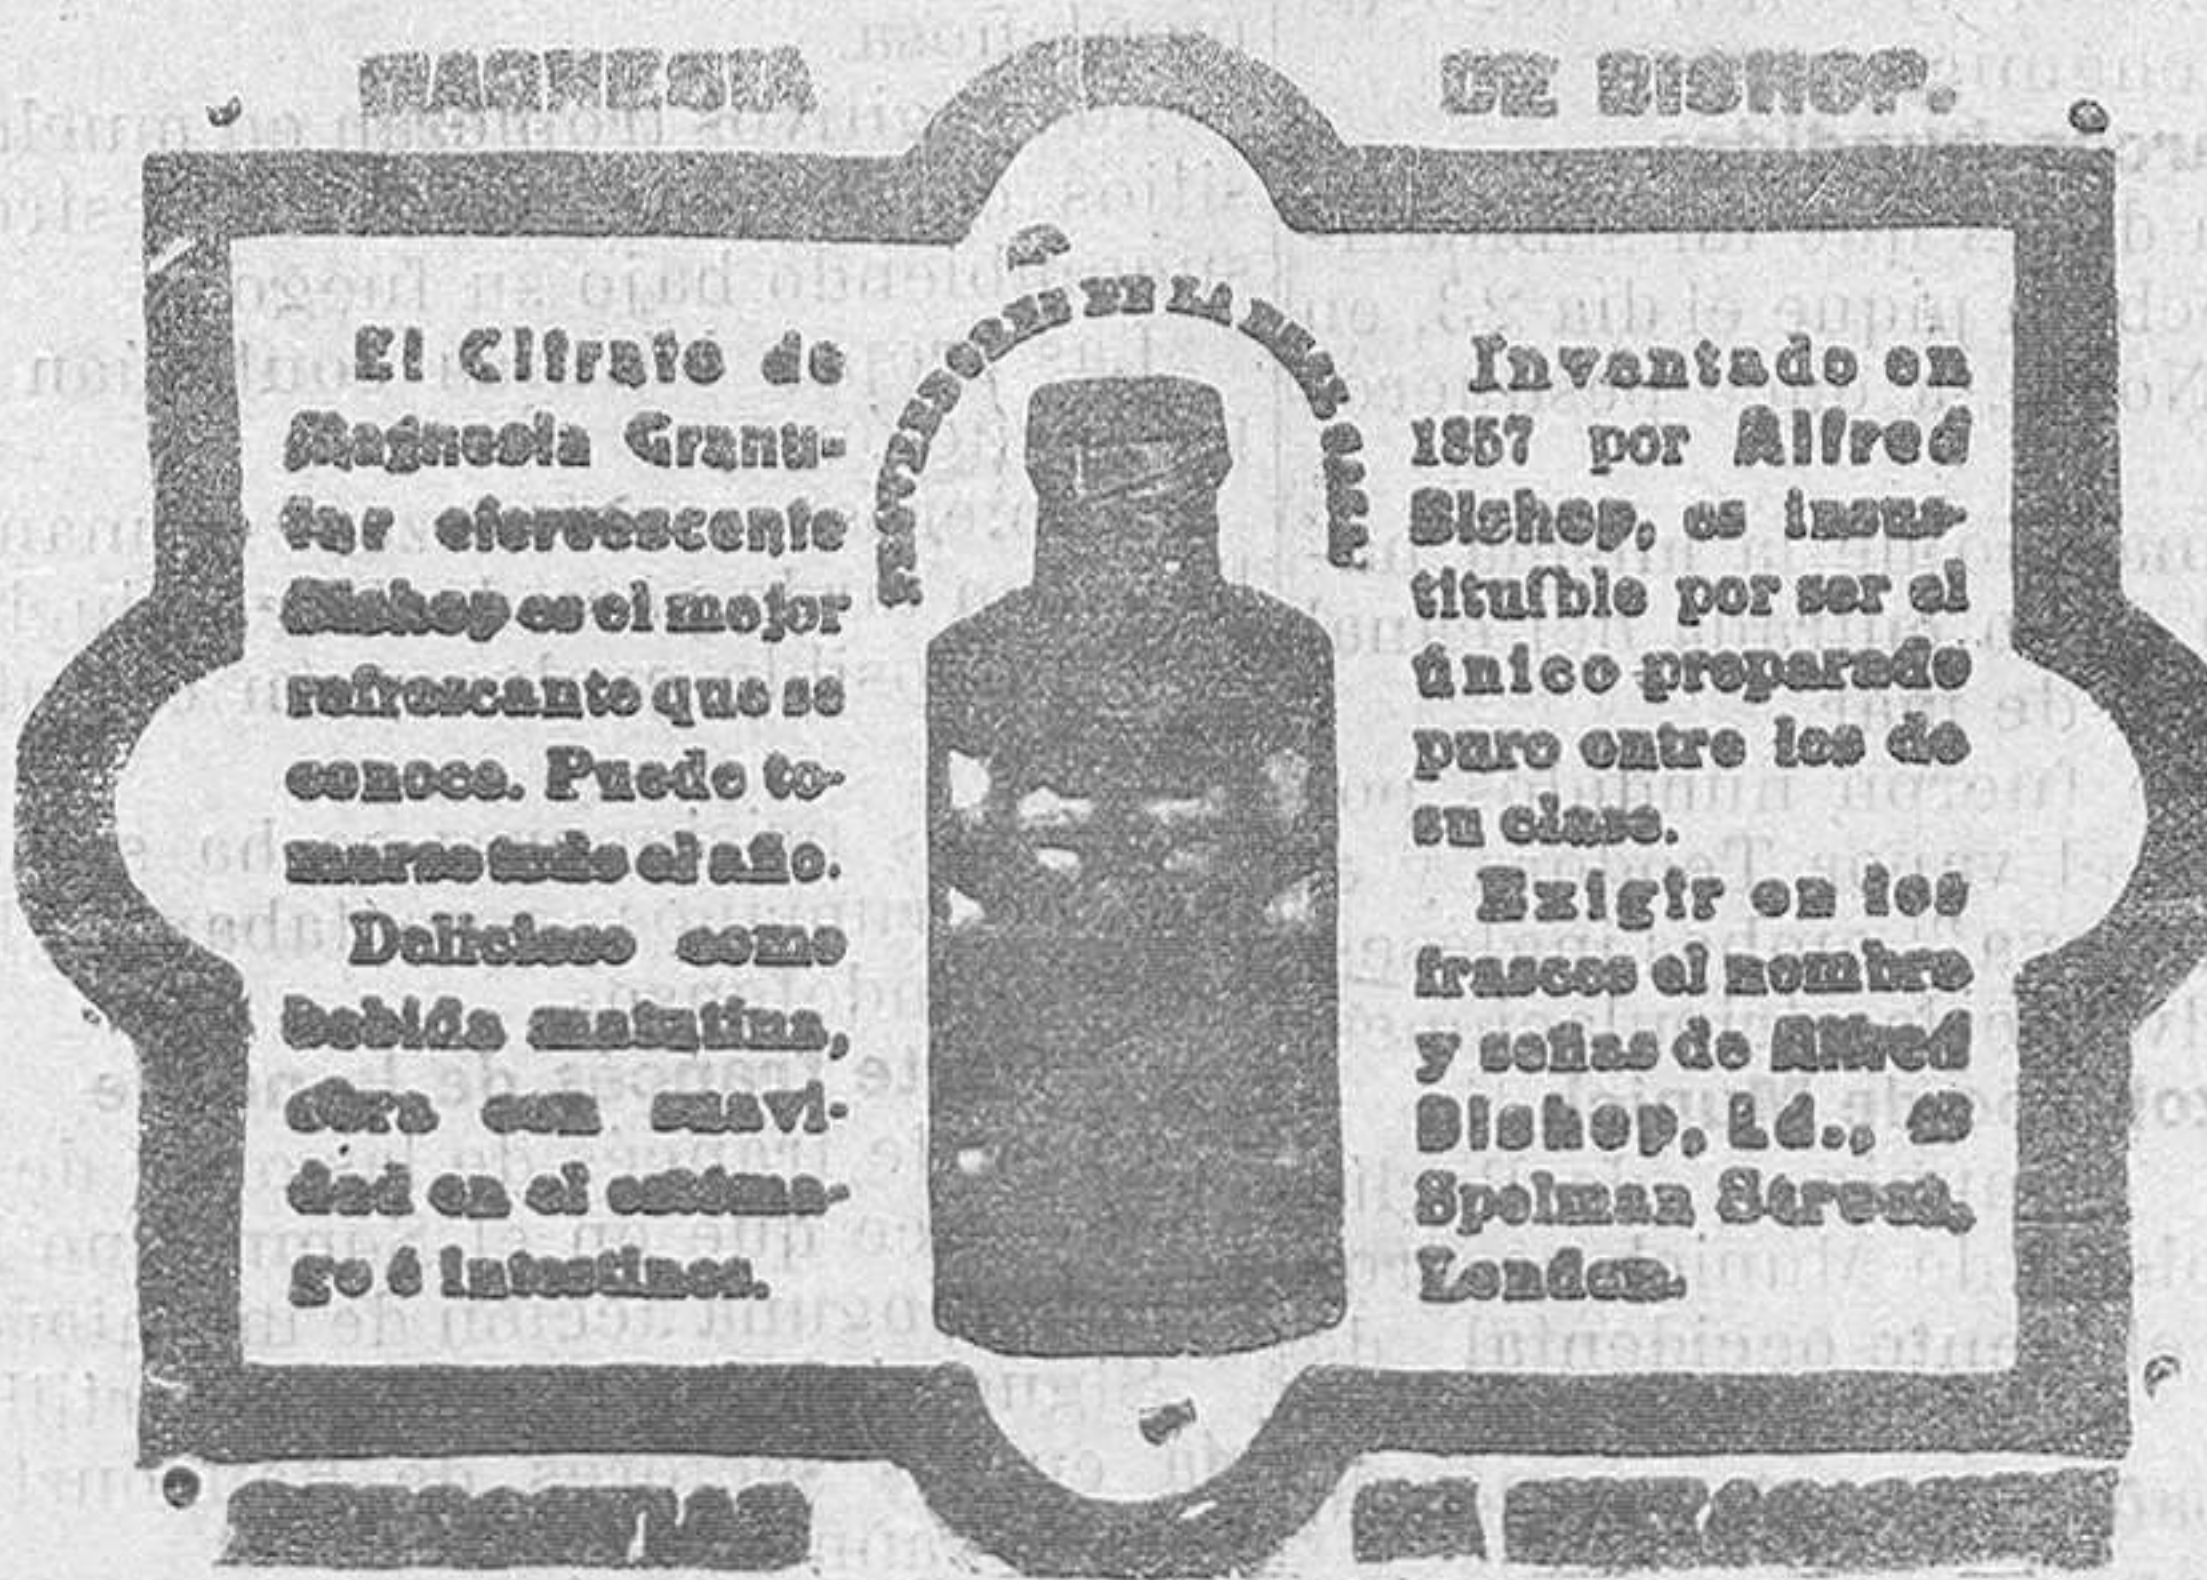 MAGNESIA DE BISHOP.
DE LA
El Citrato de
Magnesia Granu-
lar efervescente
Bishop es el mejor
refrescante que se
conoce. Puede to-
marse todo el año.
Delicioso como
bebida matutina,
obra con suavi-
dad en el estóma-
go é intestinos.
Inventado en
1857 por Alfred
Bishop, es insus-
tituíble por ser el
único preparado
puro entre los de
su clase.
Exigir en los
frascos el nombre
y señas de Alfred
Bishop, Ld.,
Spelman Street,
London.